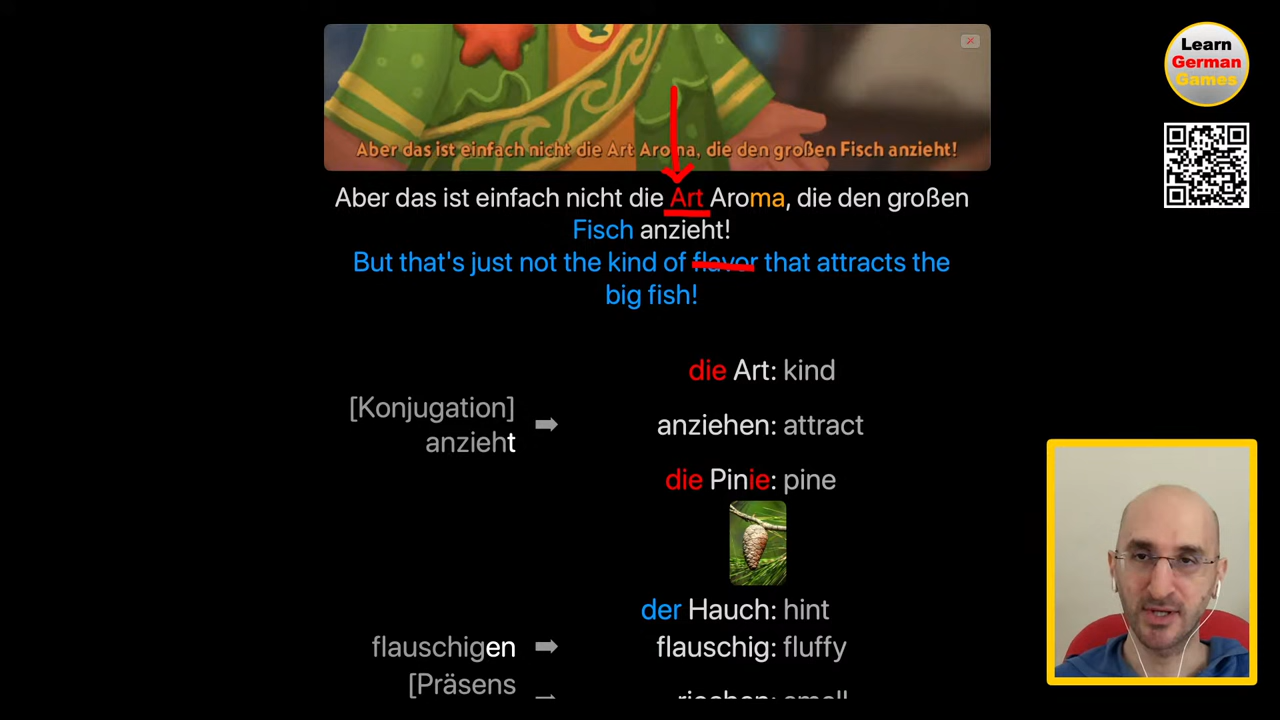 Learn
German
Games
Aber das ist einfach nicht die Art Aroma, die den großen Fisch anzieht!
Aber das ist einfach nicht die Art Aroma, die den großen
Fisch anzieht!
But that's just not the kind of flavor that attracts the
big fish!
die Art: kind
[Konjugation]
anzieht ➡ anziehen: attract
die Pinie: pine
der Hauch: hint
flauschigen ➡ flauschig: fluffy
[Präsens
riechen: smell